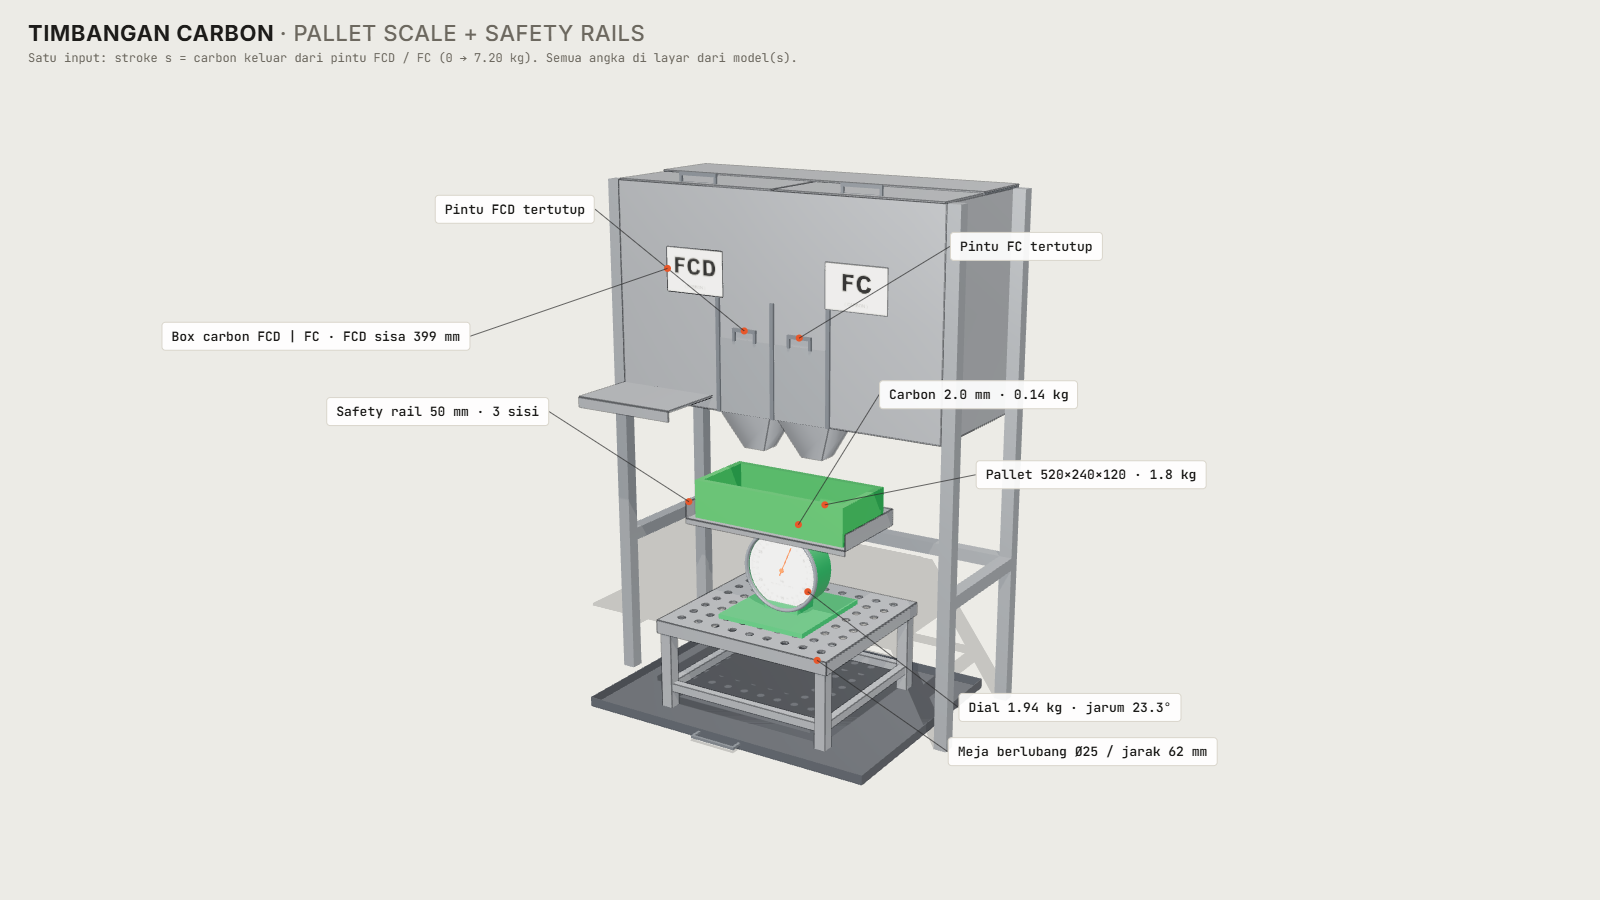 TIMBANGAN CARBON · PALLET SCALE + SAFETY RAILS
Satu input: stroke s = carbon keluar dari pintu FCD / FC (0 → 7.20 kg). Semua angka di layar dari model(s).
Pintu FCD tertutup
Pintu FC tertutup
FCD
FC
Box carbon FCD | FC · FCD sisa 399 mm
Carbon 2.0 mm · 0.14 kg
Safety rail 50 mm · 3 sisi
Pallet 520×240×120 · 1.8 kg
Dial 1.94 kg · jarum 23.3°
Meja berlubang Ø25 / jarak 62 mm